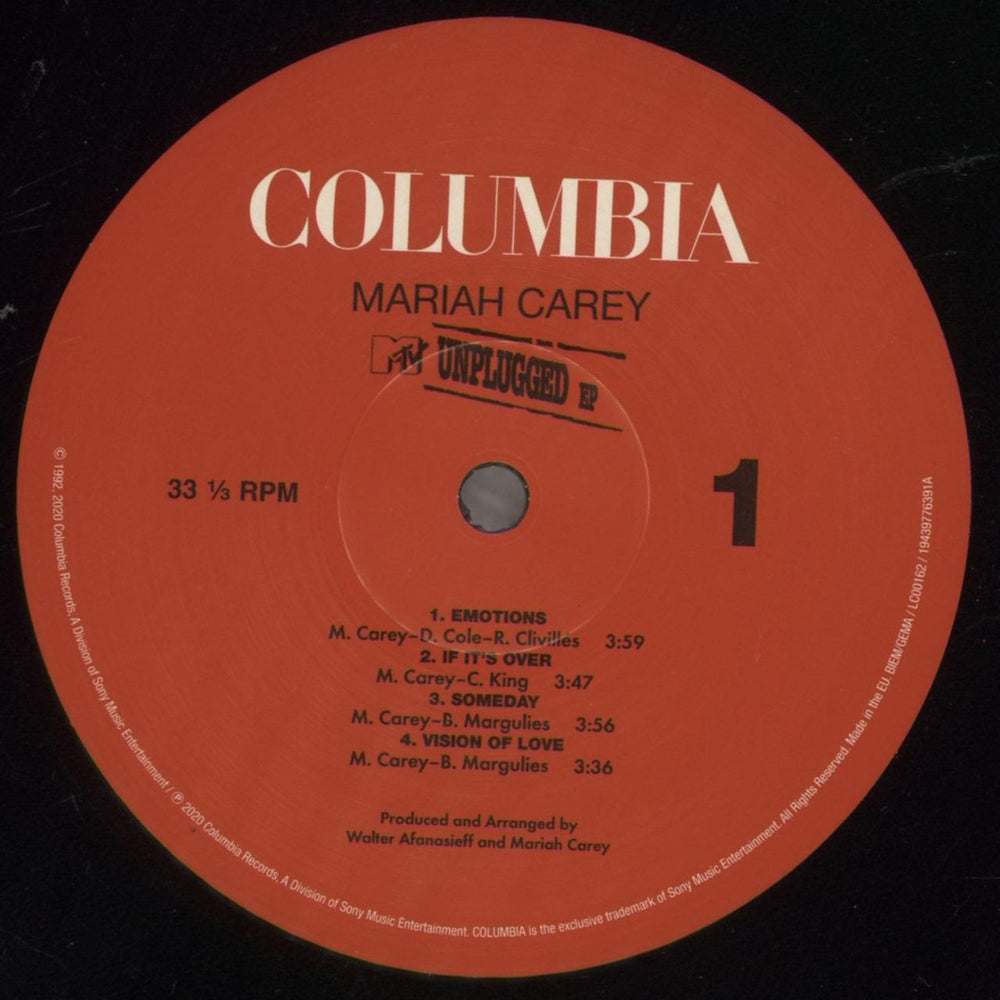 COLUMBIA
MARIAH CAREY
MTV UNPLUGGED EP
33 ⅓ RPM
1
1. EMOTIONS
M. Carey–D. Cole–R. Clivilles 3:59
2. IF IT'S OVER
M. Carey–C. King 3:47
3. SOMEDAY
M. Carey–B. Margulies 3:56
4. VISION OF LOVE
M. Carey–B. Margulies 3:36
Produced and Arranged by
Walter Afanasieff and Mariah Carey
© 1992, 2020 Columbia Records, A Division of Sony Music Entertainment / ℗ 2020 Columbia Records, A Division of Sony Music Entertainment. COLUMBIA is the exclusive trademark of Sony Music Entertainment. All Rights Reserved. Made in the EU. BIEM/GEMA / LC00162 / 19439776391A